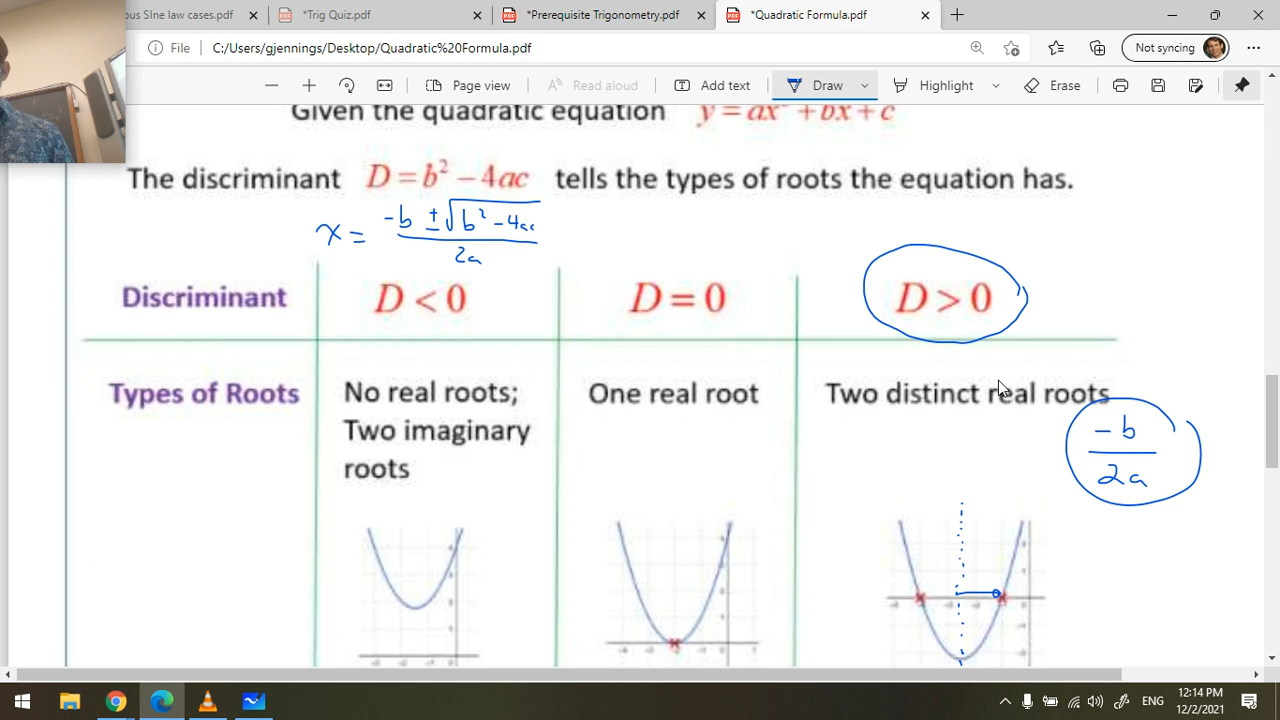 ous SIne law cases.pdf
*Trig Quiz.pdf
*Prerequisite Trigonometry.pdf
*Quadratic Formula.pdf
File
C:/Users/gjennings/Desktop/Quadratic%20Formula.pdf
Not syncing
Page view
Read aloud
Add text
Draw
Highlight
Erase
Given the quadratic equation y = ax² + bx + c
The discriminant D = b² − 4ac tells the types of roots the equation has.
x = -b ± √b² - 4ac
2a
Discriminant D < 0 D = 0 D > 0
Types of Roots No real roots; One real root Two distinct real roots
Two imaginary
roots
-b
2a
ENG
12:14 PM
12/2/2021